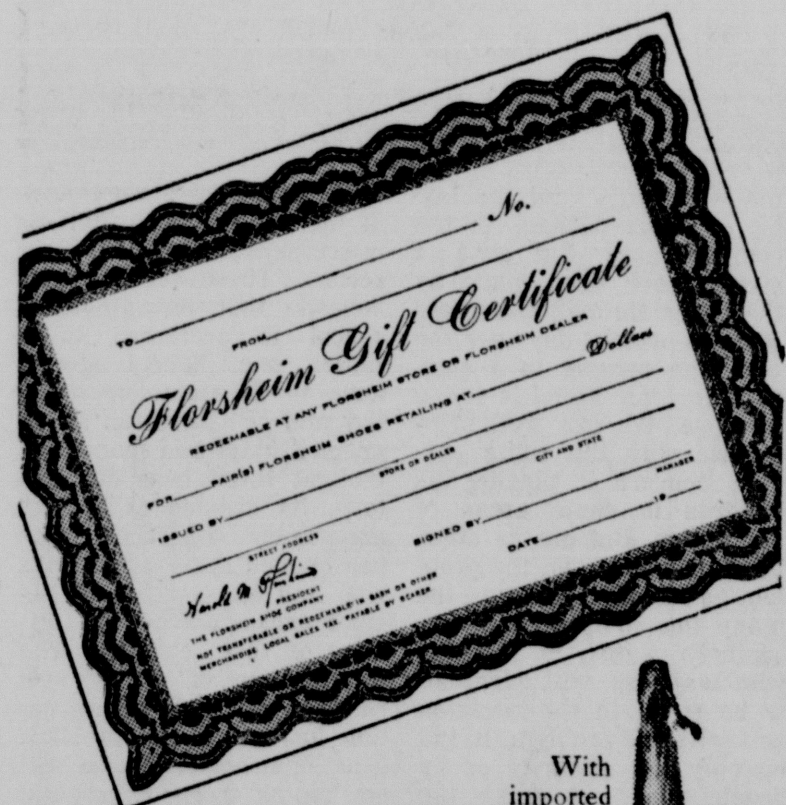 No.
TO
FROM
Florsheim Gift Certificate
REDEEMABLE AT ANY FLORSHEIM STORE OR FLORSHEIM DEALER
FOR PAIR(S) FLORSHEIM SHOES RETAILING AT Dollars
ISSUED BY
STORE OR DEALER
CITY AND STATE
STREET ADDRESS
SIGNED BY
MANAGER
DATE 19
Harold M. Florsheim
PRESIDENT
THE FLORSHEIM SHOE COMPANY
NOT TRANSFERABLE OR REDEEMABLE IN CASH OR OTHER
MERCHANDISE. LOCAL SALES TAX PAYABLE BY BEARER.
With
imported